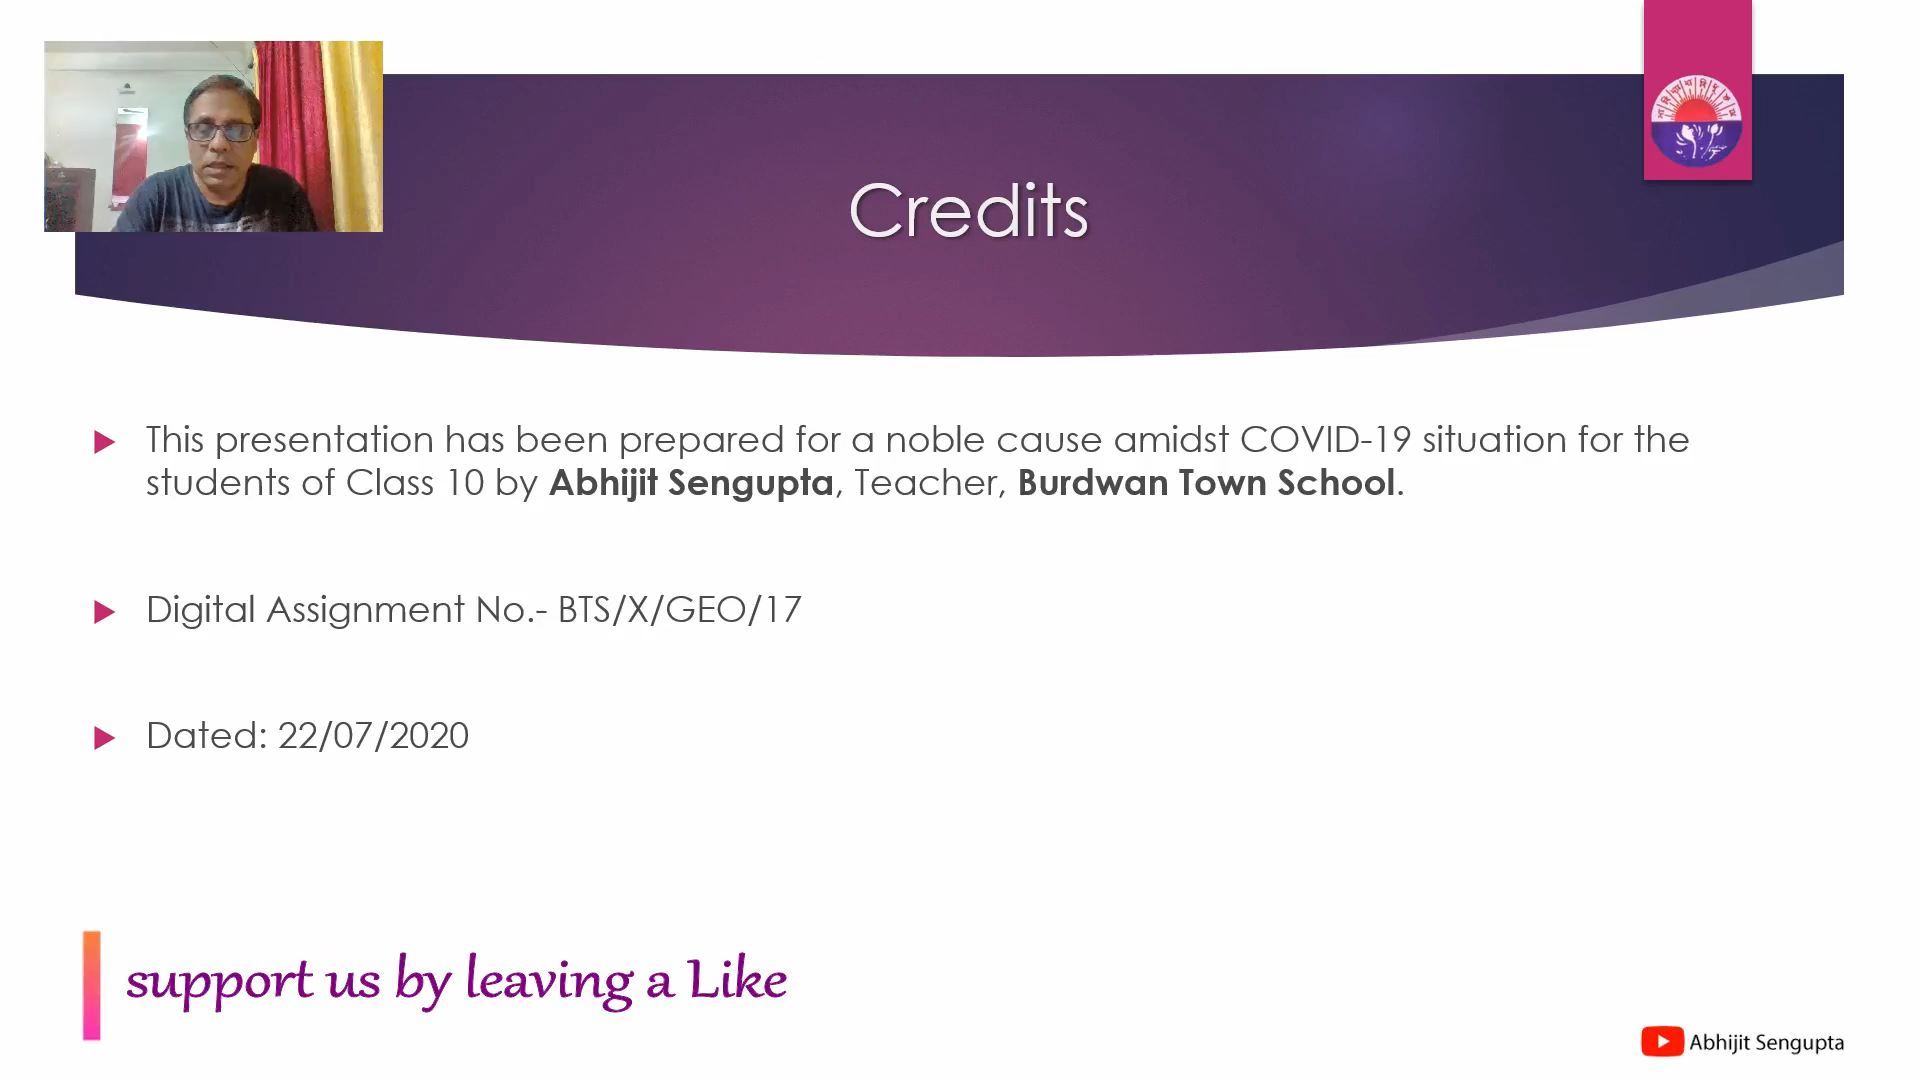 Credits
This presentation has been prepared for a noble cause amidst COVID-19 situation for the
students of Class 10 by Abhijit Sengupta, Teacher, Burdwan Town School.
Digital Assignment No.- BTS/X/GEO/17
Dated: 22/07/2020
support us by leaving a Like
Abhijit Sengupta